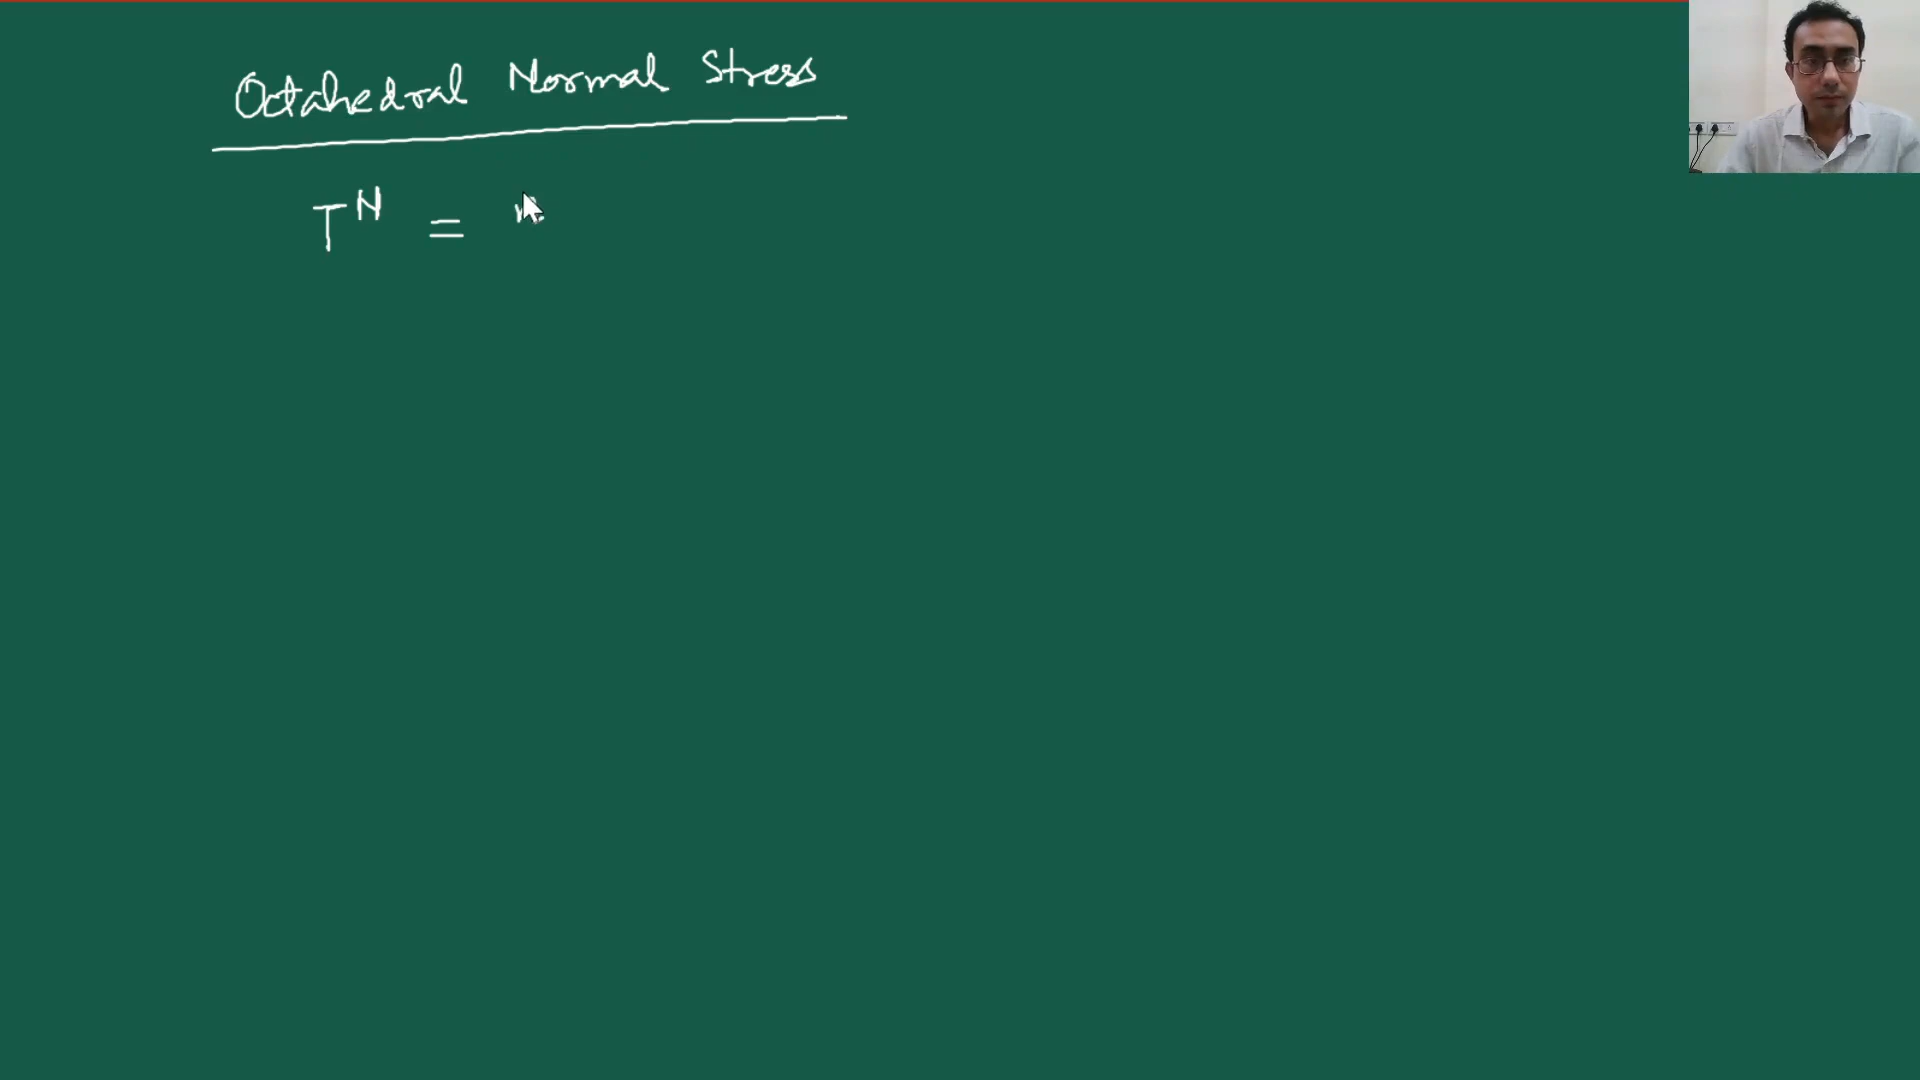 Octahedral Normal Stress
T^N =